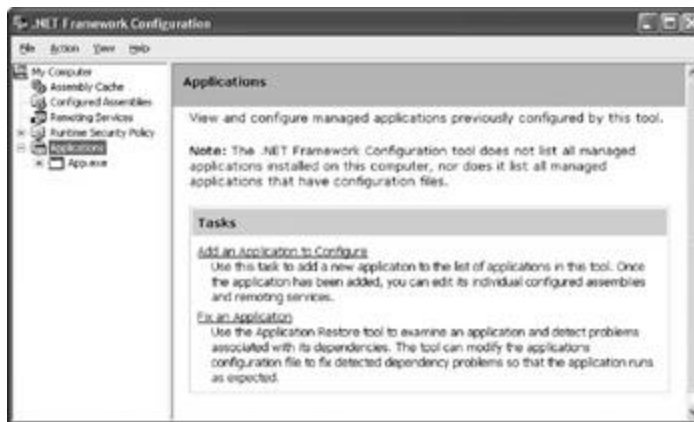 .NET Framework Configuration
File Action View Help
My Computer
Assembly Cache
Configured Assemblies
Remoting Services
Runtime Security Policy
Applications
App.exe
Applications
View and configure managed applications previously configured by this tool.
Note: The .NET Framework Configuration tool does not list all managed
applications installed on this computer, nor does it list all managed
applications that have configuration files.
Tasks
Add an Application to Configure
Use this task to add a new application to the list of applications in this tool. Once
the application has been added, you can edit its individual configured assemblies
and remoting services.
Fix an Application
Use the Application Restore tool to examine an application and detect problems
associated with its dependencies. The tool can modify the applications
configuration file to fix detected dependency problems so that the application runs
as expected.